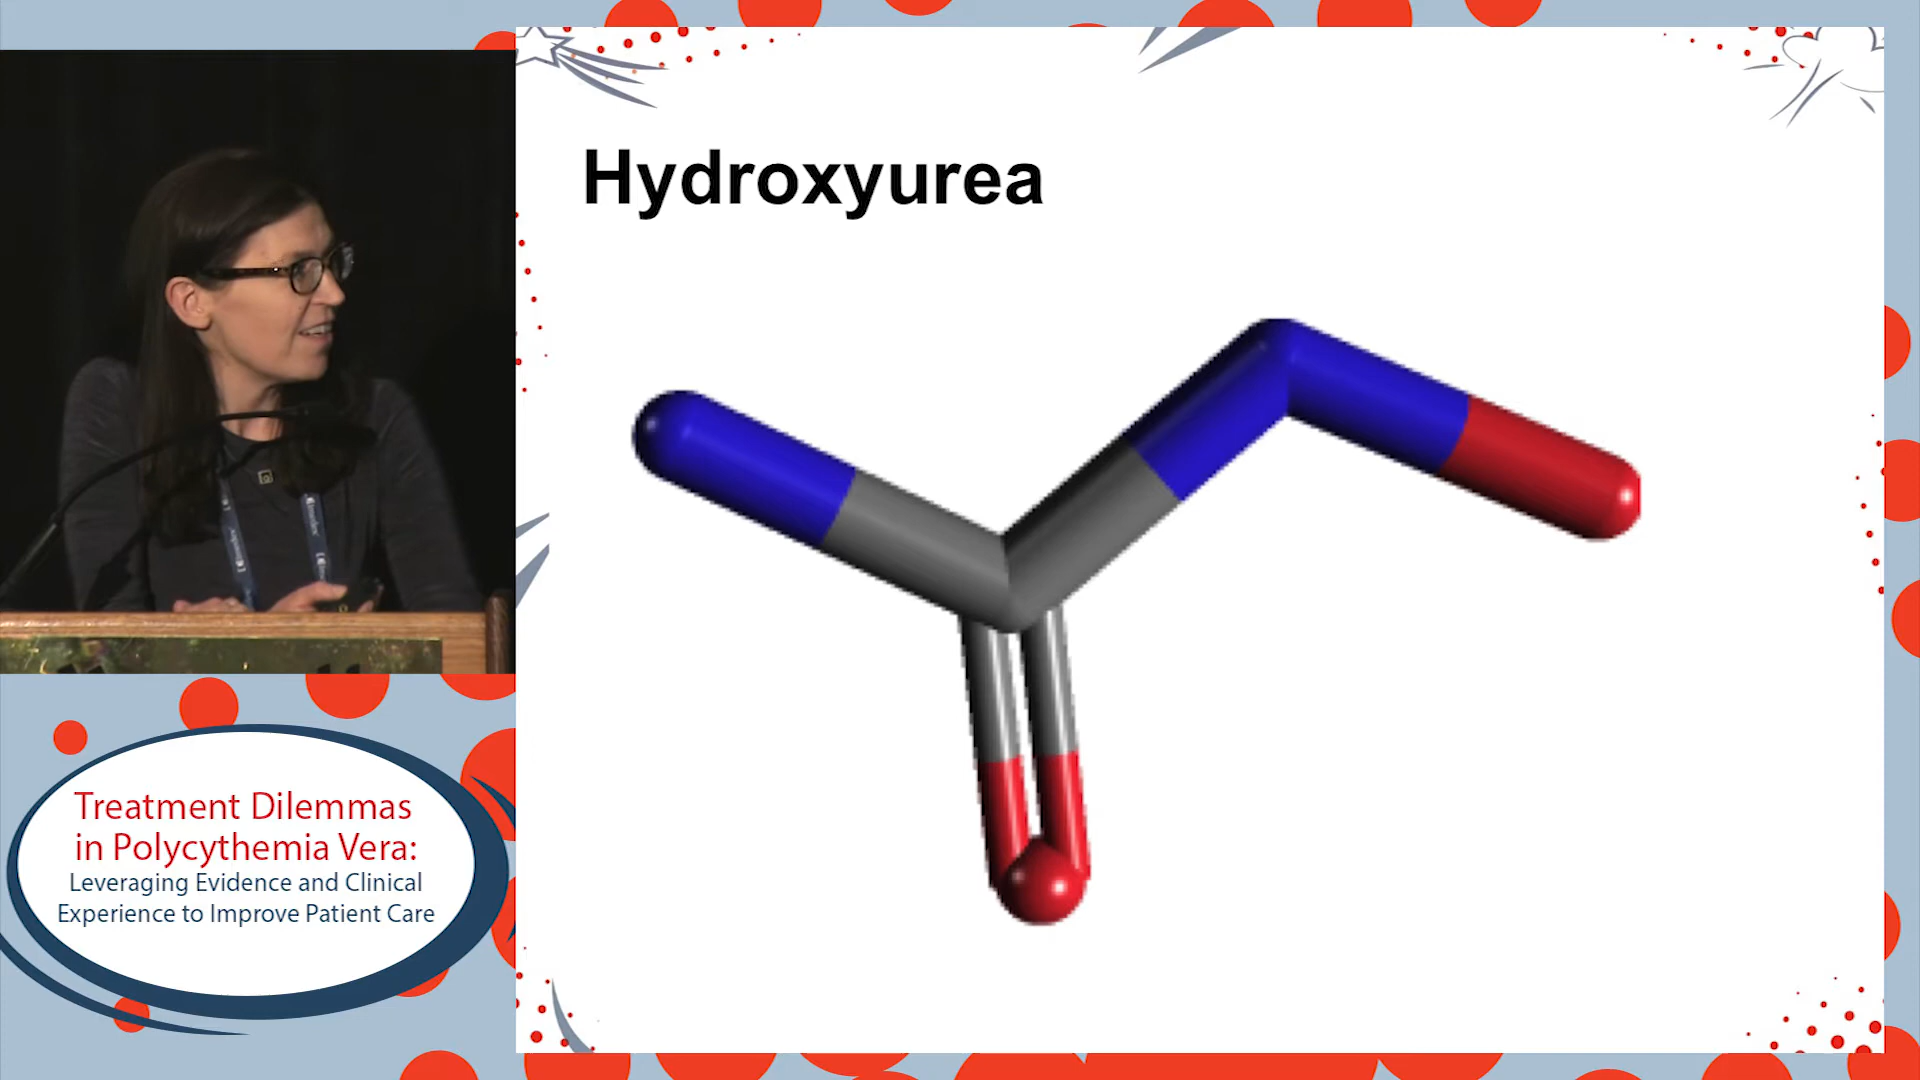 Hydroxyurea
Treatment Dilemmas
in Polycythemia Vera:
Leveraging Evidence and Clinical
Experience to Improve Patient Care